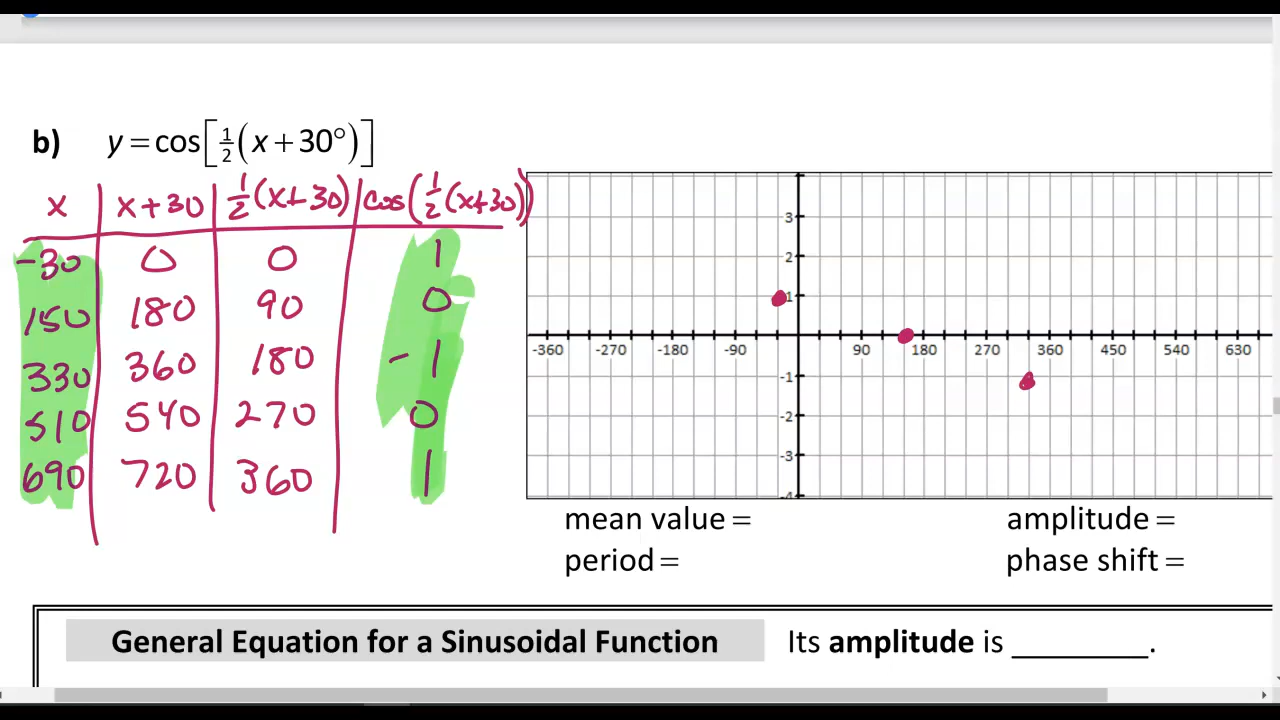 b) y = cos[½(x + 30°)]
x | x+30 | ½(x+30) | cos(½(x+30))
-30 0 0 1
150 180 90 0
330 360 180 -1
510 540 270 0
690 720 360 1
3
2
1
-360 -270 -180 -90 90 180 270 360 450 540 630
-1
-2
-3
-4
mean value = amplitude =
period = phase shift =
General Equation for a Sinusoidal Function Its amplitude is _________.